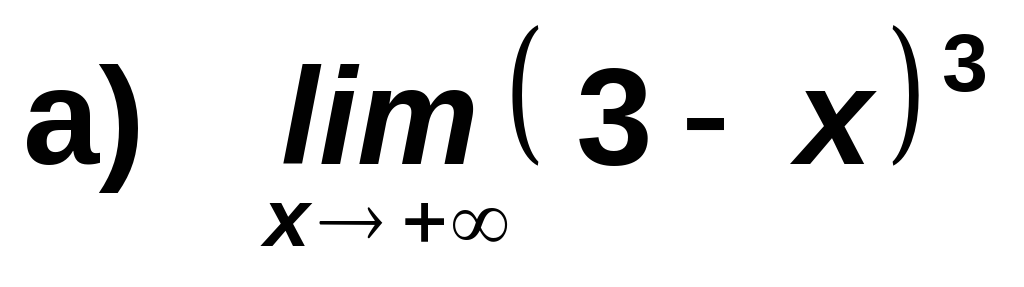 a) lim ( 3 - x )³
x → +∞